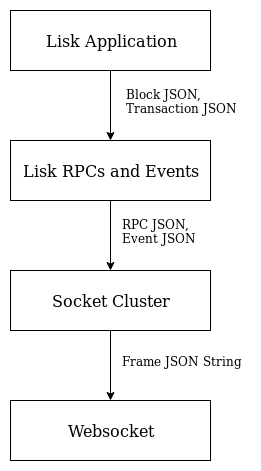 Lisk Application
Block JSON,
Transaction JSON
Lisk RPCs and Events
RPC JSON,
Event JSON
Socket Cluster
Frame JSON String
Websocket